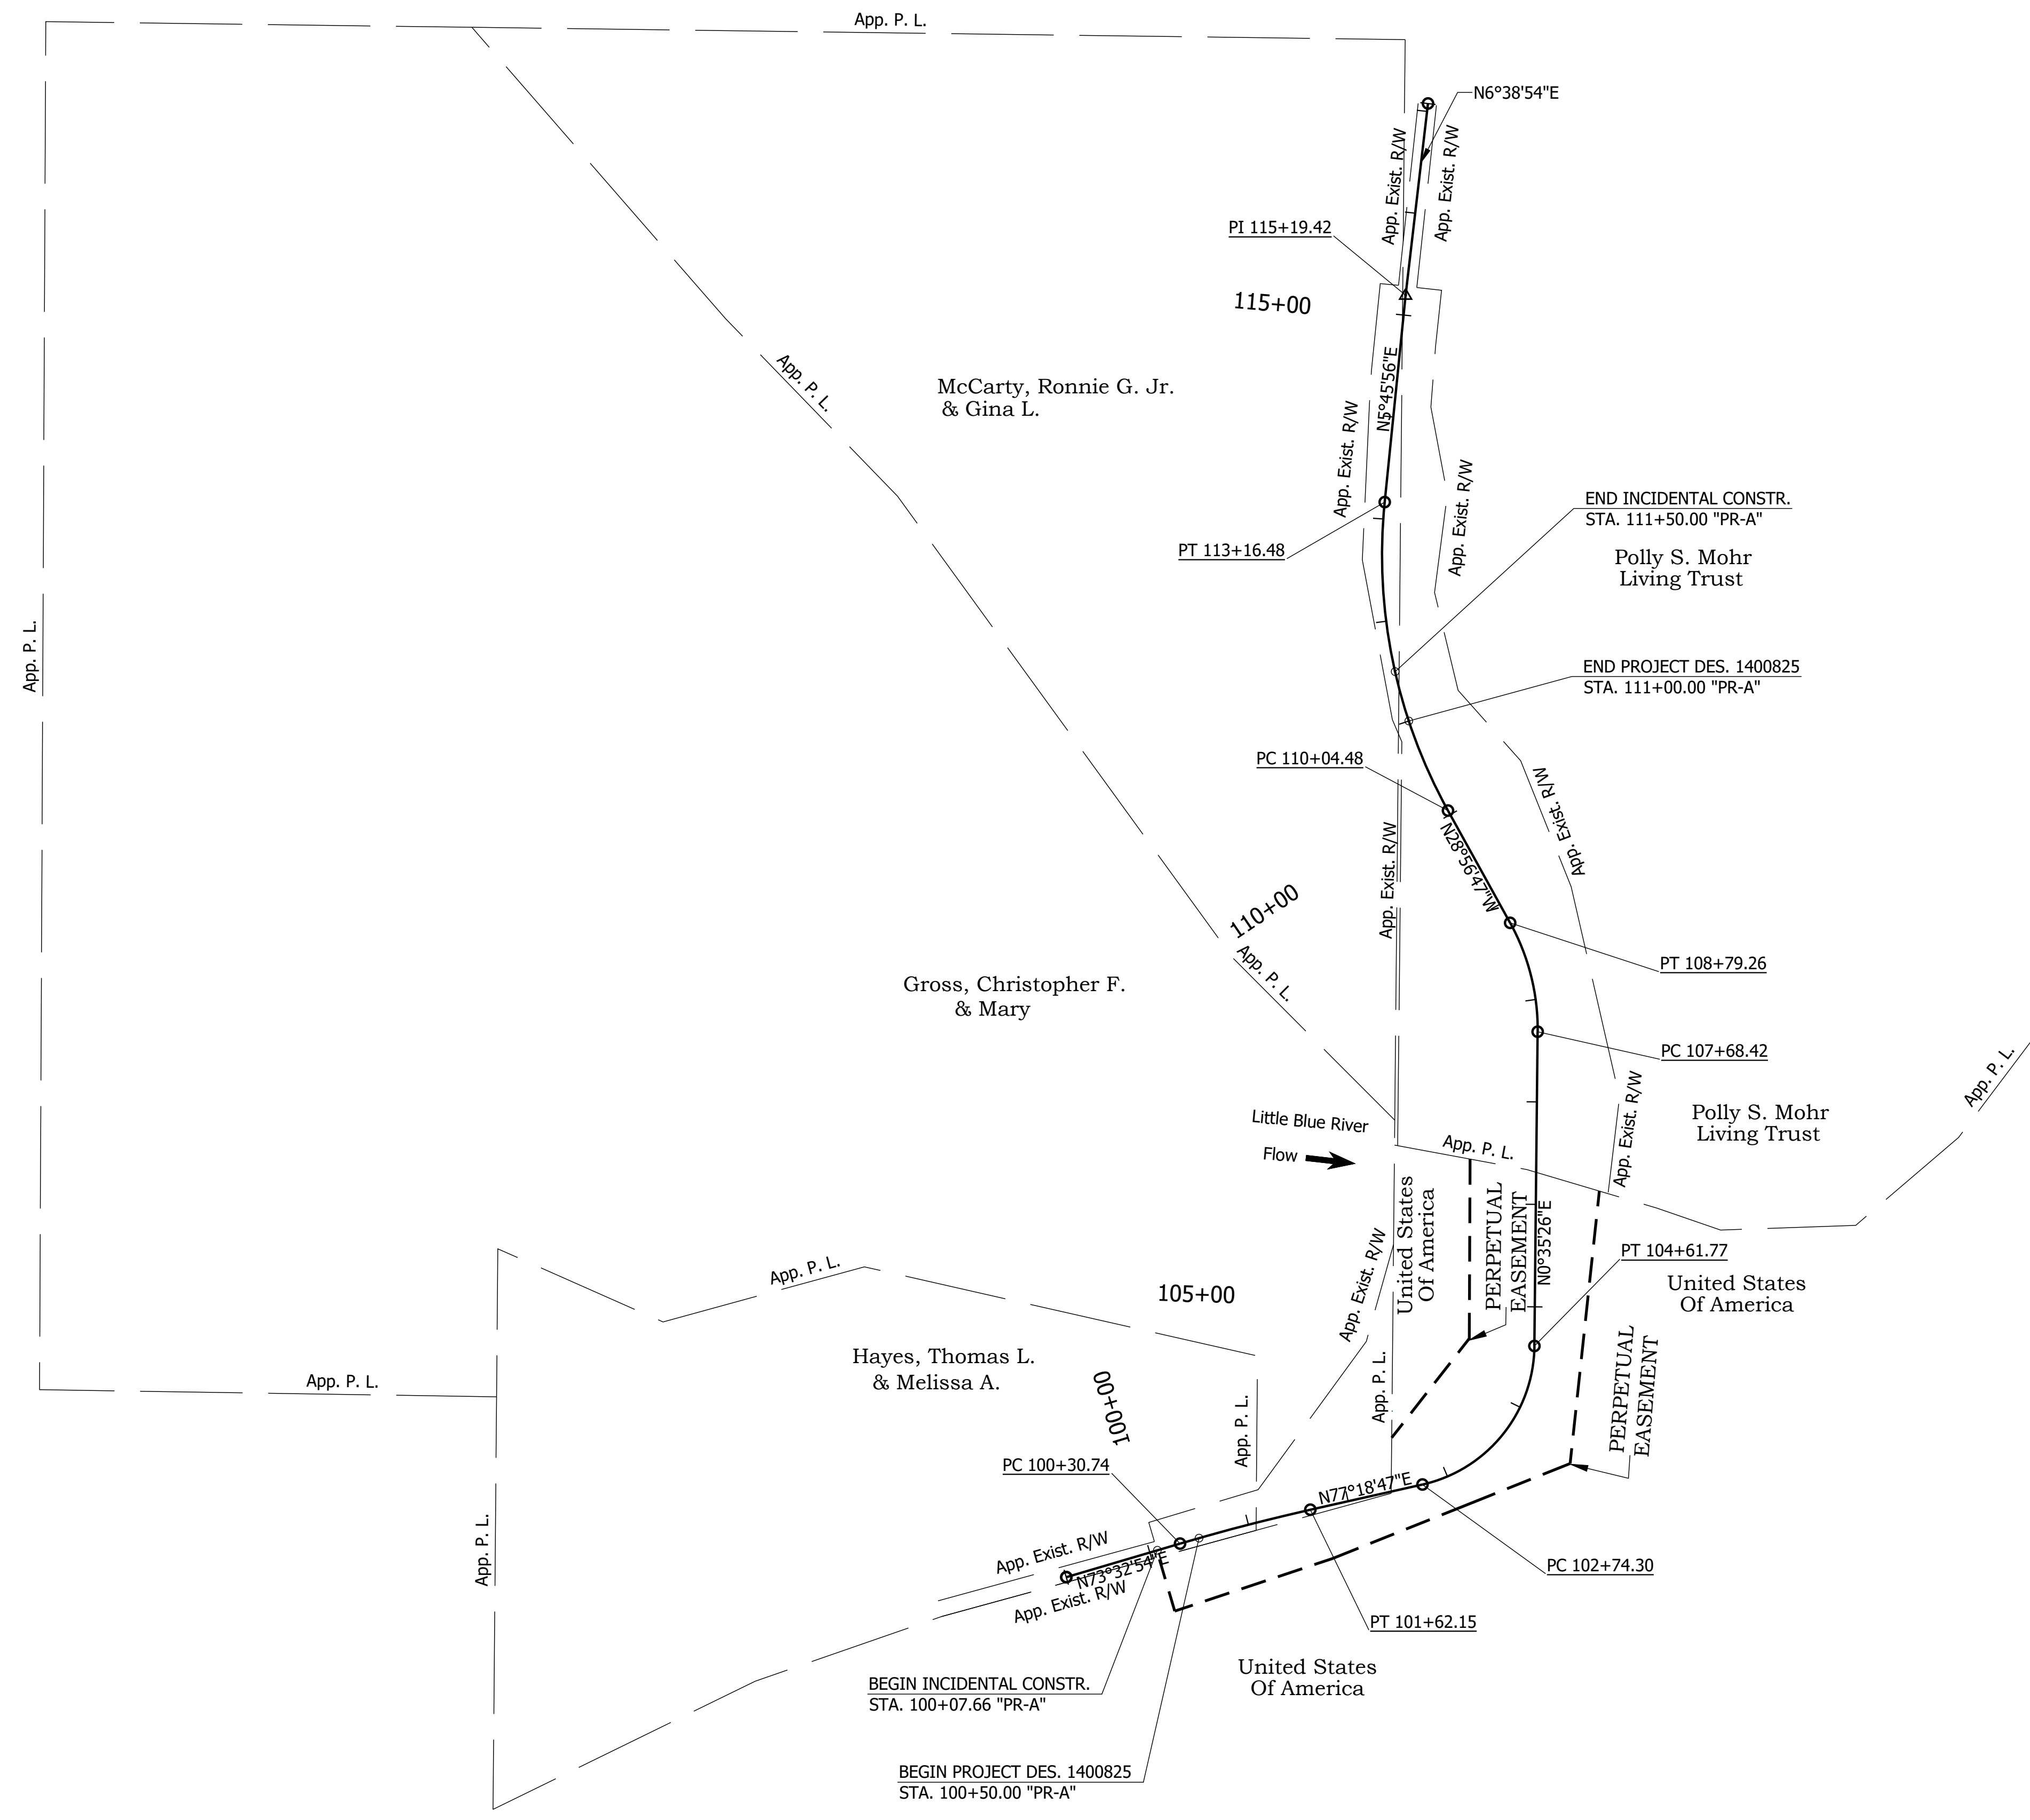 App. P. L.
N6°38'54"E
App. Exist. R/W
App. Exist. R/W
PI 115+19.42
115+00
N5°45'56"E
App. P. L.
McCarty, Ronnie G. Jr.
& Gina L.
App. Exist. R/W
App. Exist. R/W
END INCIDENTAL CONSTR.
STA. 111+50.00 "PR-A"
PT 113+16.48
Polly S. Mohr
Living Trust
App. P. L.
END PROJECT DES. 1400825
STA. 111+00.00 "PR-A"
PC 110+04.48
App. Exist. R/W
App. Exist. R/W
N28°56'47"W
110+00
App. P. L.
PT 108+79.26
Gross, Christopher F.
& Mary
PC 107+68.42
App. P. L.
Little Blue River
Flow
Polly S. Mohr
Living Trust
App. Exist. R/W
App. P. L.
United States
Of America
PERPETUAL
EASEMENT
N0°35'26"E
App. Exist. R/W
PT 104+61.77
App. P. L.
United States
Of America
105+00
Hayes, Thomas L.
& Melissa A.
App. P. L.
App. P. L.
PERPETUAL
EASEMENT
100+00
App. P. L.
PC 100+30.74
N77°18'47"E
App. P. L.
App. Exist. R/W
N73°32'54"E
App. Exist. R/W
PC 102+74.30
PT 101+62.15
United States
Of America
BEGIN INCIDENTAL CONSTR.
STA. 100+07.66 "PR-A"
BEGIN PROJECT DES. 1400825
STA. 100+50.00 "PR-A"